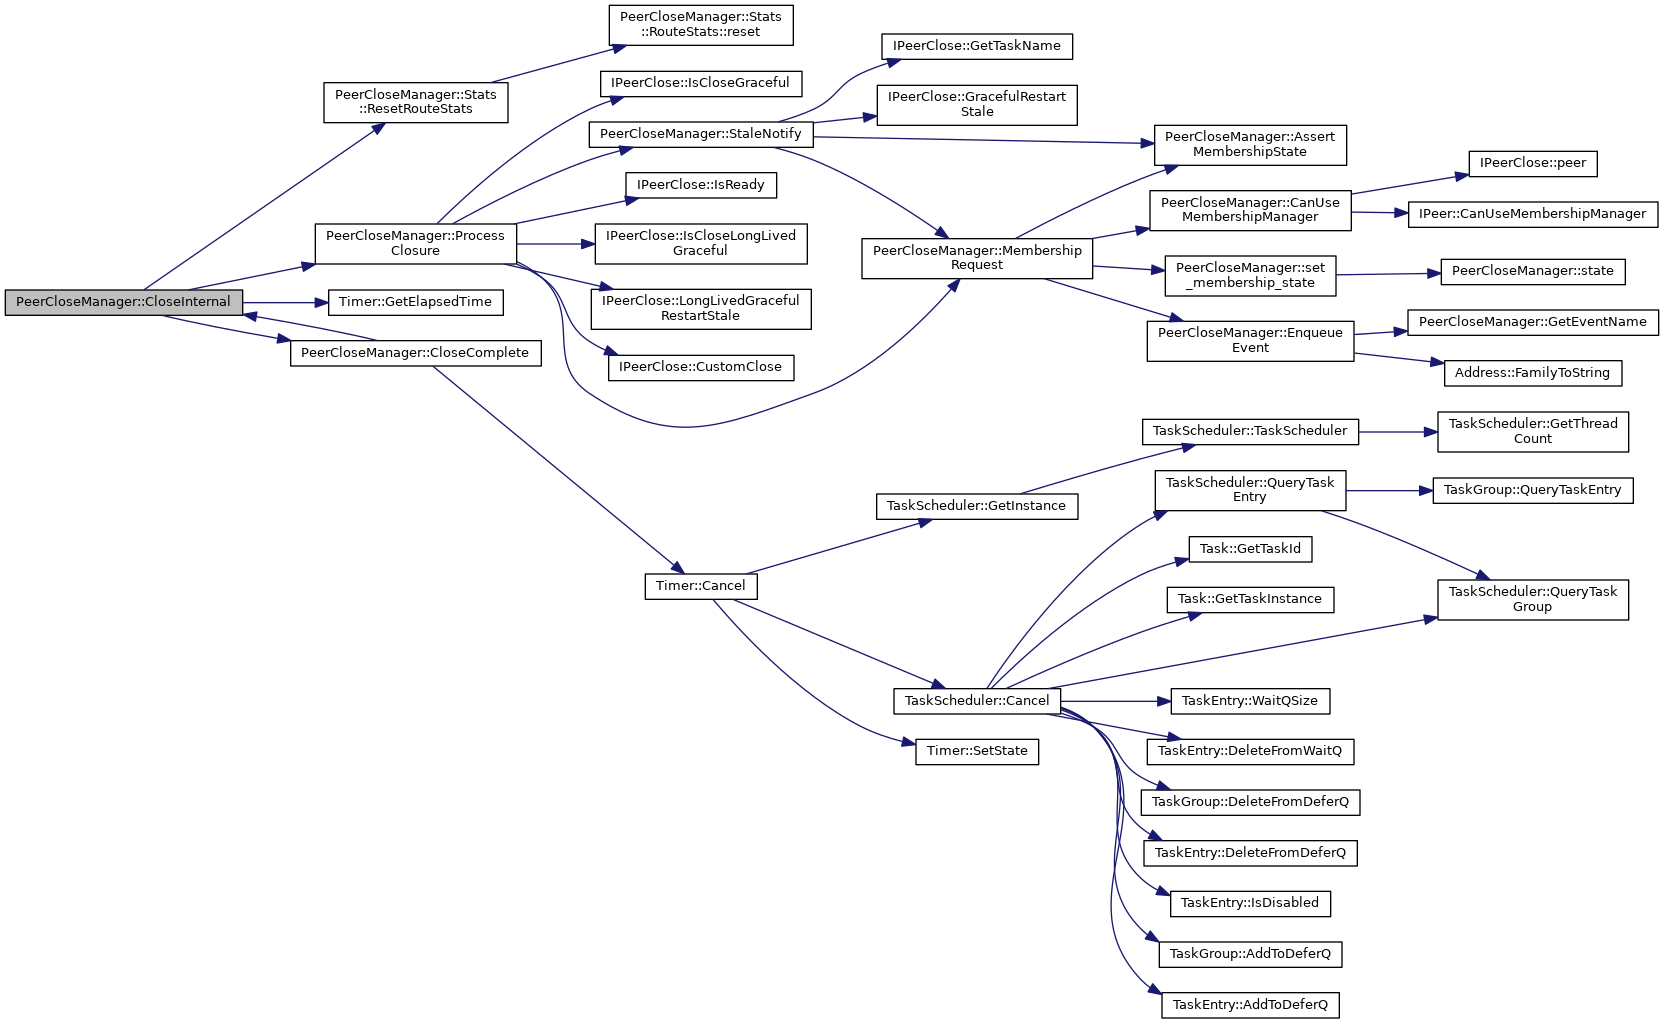 PeerCloseManager::Stats
::RouteStats::reset
IPeerClose::GetTaskName
IPeerClose::IsCloseGraceful
PeerCloseManager::Stats
::ResetRouteStats
IPeerClose::GracefulRestart
Stale
PeerCloseManager::StaleNotify
PeerCloseManager::Assert
MembershipState
IPeerClose::peer
IPeerClose::IsReady
PeerCloseManager::CanUse
MembershipManager
IPeer::CanUseMembershipManager
PeerCloseManager::Process
Closure
IPeerClose::IsCloseLongLived
Graceful
PeerCloseManager::Membership
Request
PeerCloseManager::set
_membership_state
PeerCloseManager::state
PeerCloseManager::CloseInternal
Timer::GetElapsedTime
IPeerClose::LongLivedGraceful
RestartStale
PeerCloseManager::Enqueue
Event
PeerCloseManager::GetEventName
PeerCloseManager::CloseComplete
IPeerClose::CustomClose
Address::FamilyToString
TaskScheduler::TaskScheduler
TaskScheduler::GetThread
Count
TaskScheduler::QueryTask
Entry
TaskGroup::QueryTaskEntry
TaskScheduler::GetInstance
Task::GetTaskId
Timer::Cancel
Task::GetTaskInstance
TaskScheduler::QueryTask
Group
TaskScheduler::Cancel
TaskEntry::WaitQSize
Timer::SetState
TaskEntry::DeleteFromWaitQ
TaskGroup::DeleteFromDeferQ
TaskEntry::DeleteFromDeferQ
TaskEntry::IsDisabled
TaskGroup::AddToDeferQ
TaskEntry::AddToDeferQ